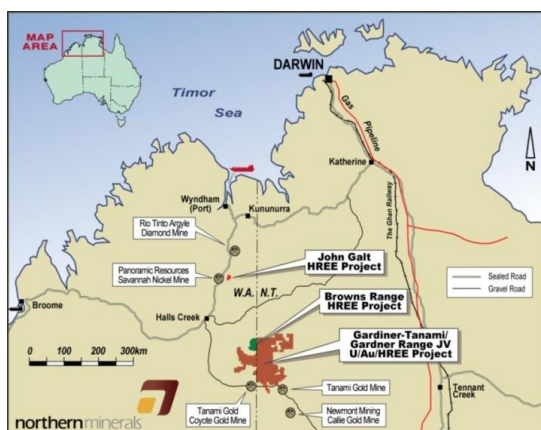 MAP
AREA
DARWIN
Timor
Sea
Gas
Pipeline
N
Katherine
The Ghan Railway
Wyndham
(Port)
Kununurra
Rio Tinto Argyle
Diamond Mine
Panoramic Resources
Savannah Nickel Mine
John Galt
HREE Project
W.A.
N.T.
Sealed Road
Gravel Road
Browns Range
HREE Project
Broome
Halls Creek
Gardiner-Tanami/
Gardner Range JV
U/Au/HREE Project
0
100
200
300km
Tanami Gold Mine
Tennant
Creek
Tanami Gold
Coyote Gold Mine
Newmont Mining
Callie Gold Mine
northernminerals